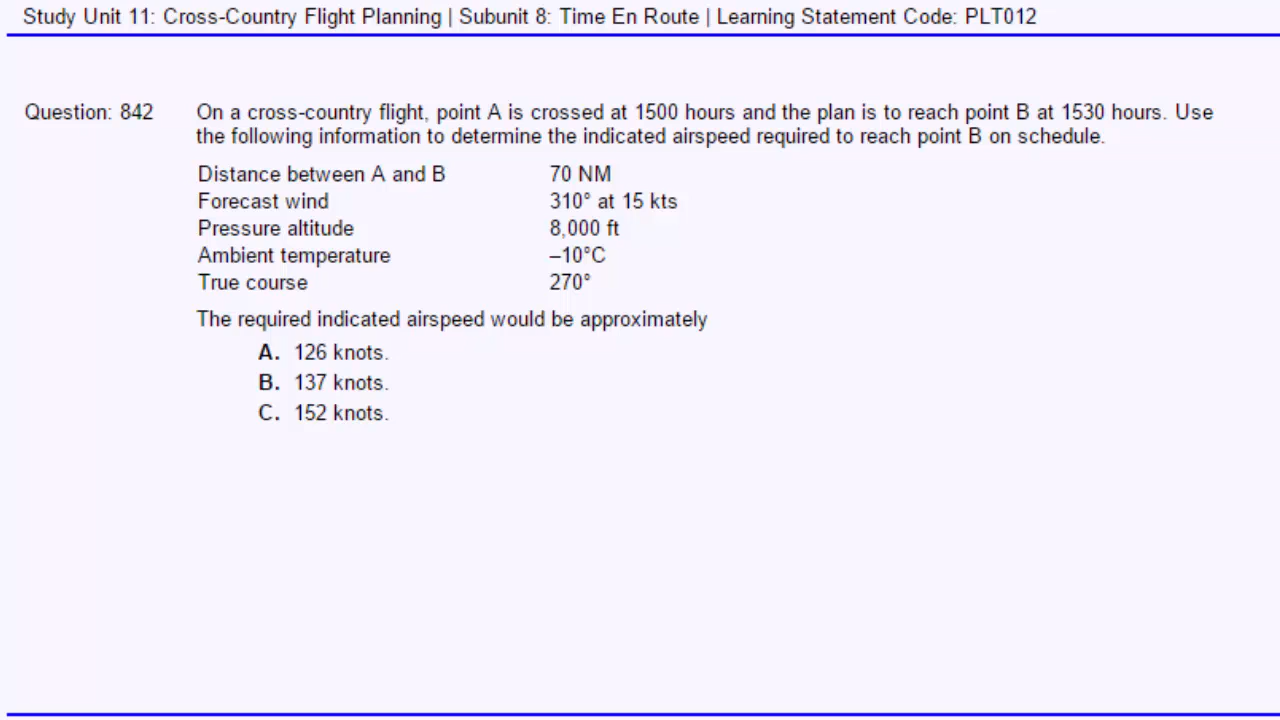 Study Unit 11: Cross-Country Flight Planning | Subunit 8: Time En Route | Learning Statement Code: PLT012
Question: 842 On a cross-country flight, point A is crossed at 1500 hours and the plan is to reach point B at 1530 hours. Use
the following information to determine the indicated airspeed required to reach point B on schedule.
Distance between A and B 70 NM
Forecast wind 310° at 15 kts
Pressure altitude 8,000 ft
Ambient temperature –10°C
True course 270°
The required indicated airspeed would be approximately
A. 126 knots.
B. 137 knots.
C. 152 knots.